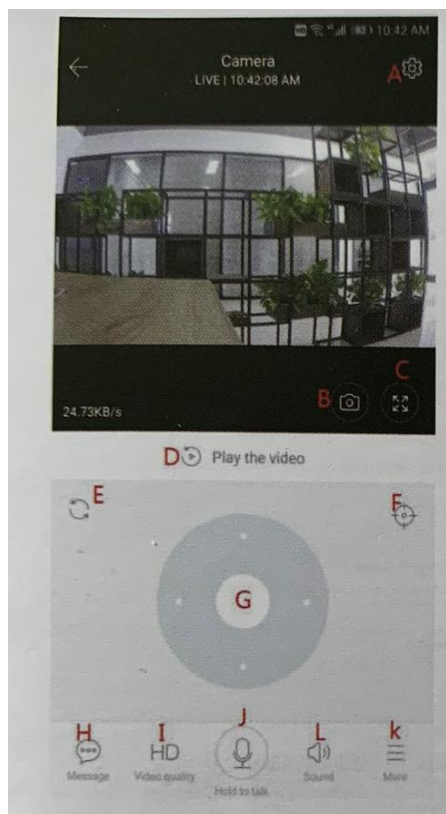 10:42 AM
Camera
A
LIVE | 10:42:08 AM
C
B
24.73KB/s
D Play the video
E
F
G
H I J L k
HD
Message Video quality Sound More
Hold to talk